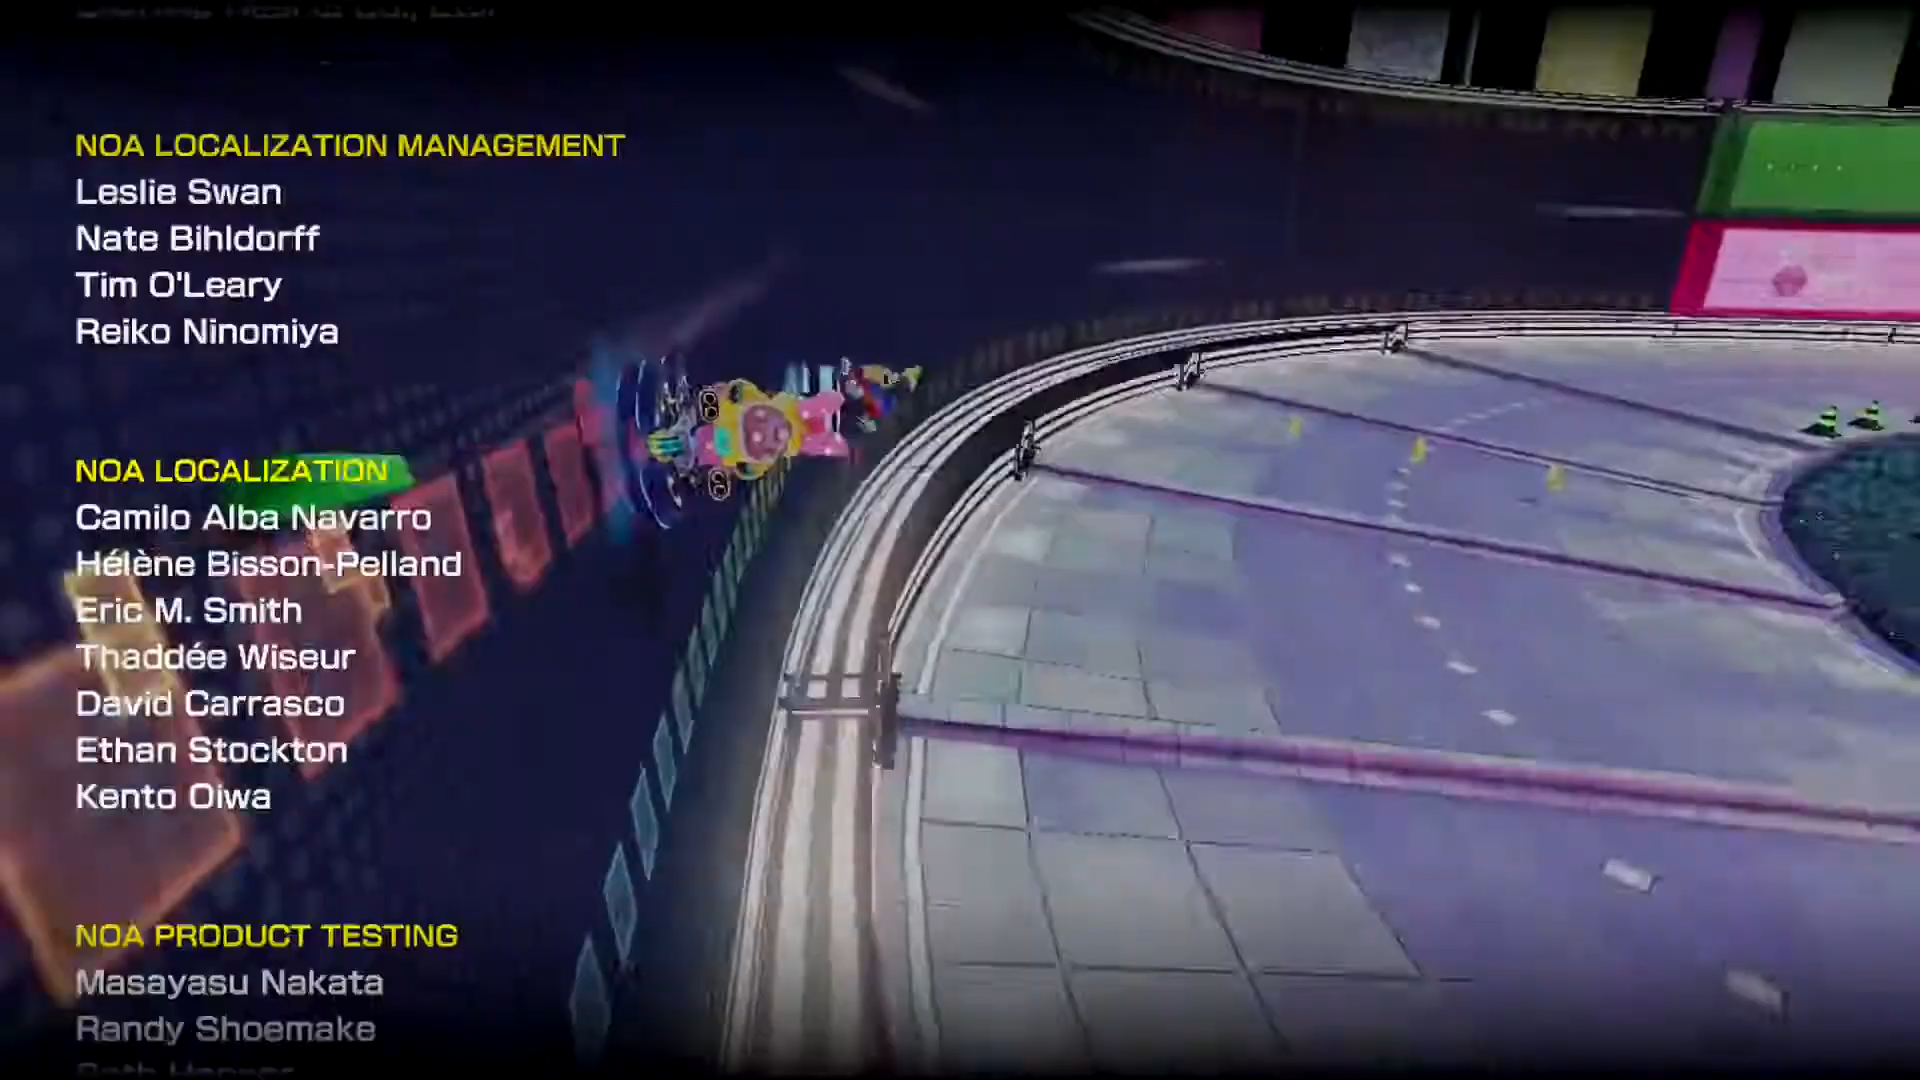 NOA LOCALIZATION MANAGEMENT
Leslie Swan
Nate Bihldorff
Tim O'Leary
Reiko Ninomiya
NOA LOCALIZATION
Camilo Alba Navarro
Hélène Bisson-Pelland
Eric M. Smith
Thaddée Wiseur
David Carrasco
Ethan Stockton
Kento Oiwa
NOA PRODUCT TESTING
Masayasu Nakata
Randy Shoemake